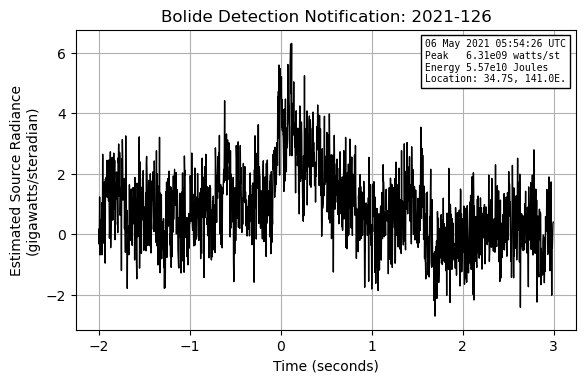 Bolide Detection Notification: 2021-126
06 May 2021 05:54:26 UTC
Peak   6.31e09 watts/st
Energy 5.57e10 Joules
Location: 34.7S, 141.0E.
Estimated Source Radiance
(gigawatts/steradian)
6
4
2
0
−2
−2 −1 0 1 2 3
Time (seconds)